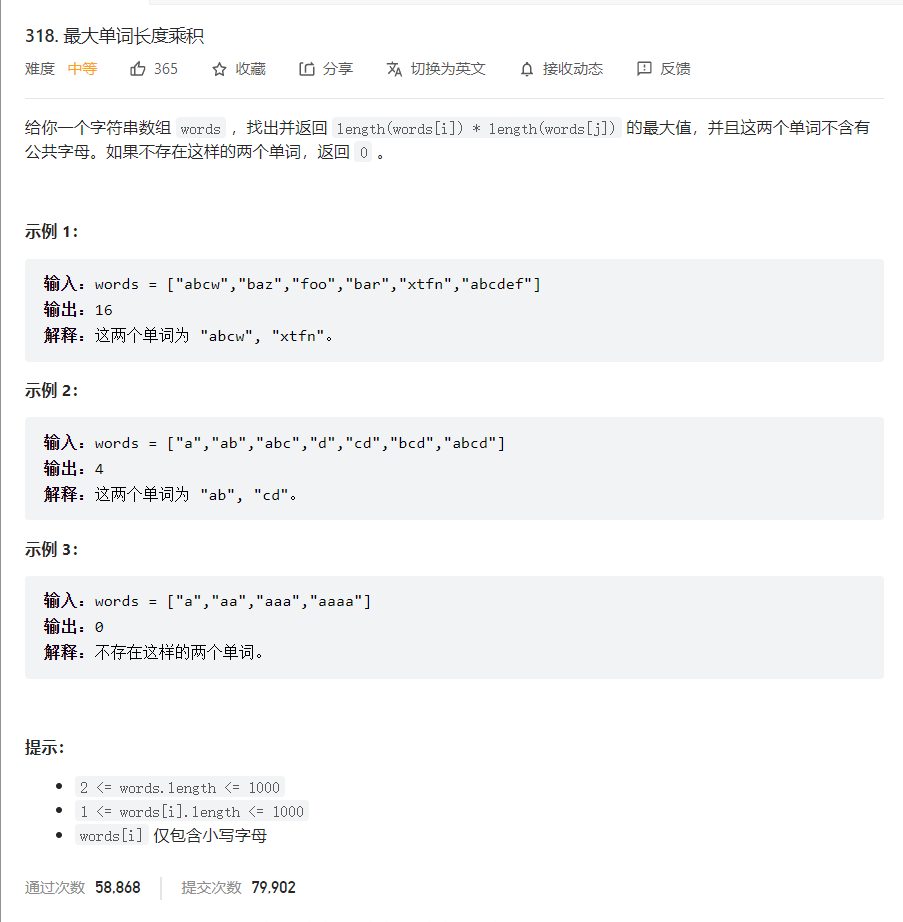 318. 最大单词长度乘积
难度 中等 365 收藏 分享 切换为英文 接收动态 反馈
给你一个字符串数组 words ，找出并返回 length(words[i]) * length(words[j]) 的最大值，并且这两个单词不含有
公共字母。如果不存在这样的两个单词，返回 0 。
示例 1：
输入：words = ["abcw","baz","foo","bar","xtfn","abcdef"]
输出：16
解释：这两个单词为 "abcw", "xtfn"。
示例 2：
输入：words = ["a","ab","abc","d","cd","bcd","abcd"]
输出：4
解释：这两个单词为 "ab", "cd"。
示例 3：
输入：words = ["a","aa","aaa","aaaa"]
输出：0
解释：不存在这样的两个单词。
提示：
2 <= words.length <= 1000
1 <= words[i].length <= 1000
words[i] 仅包含小写字母
通过次数 58,868 提交次数 79,902